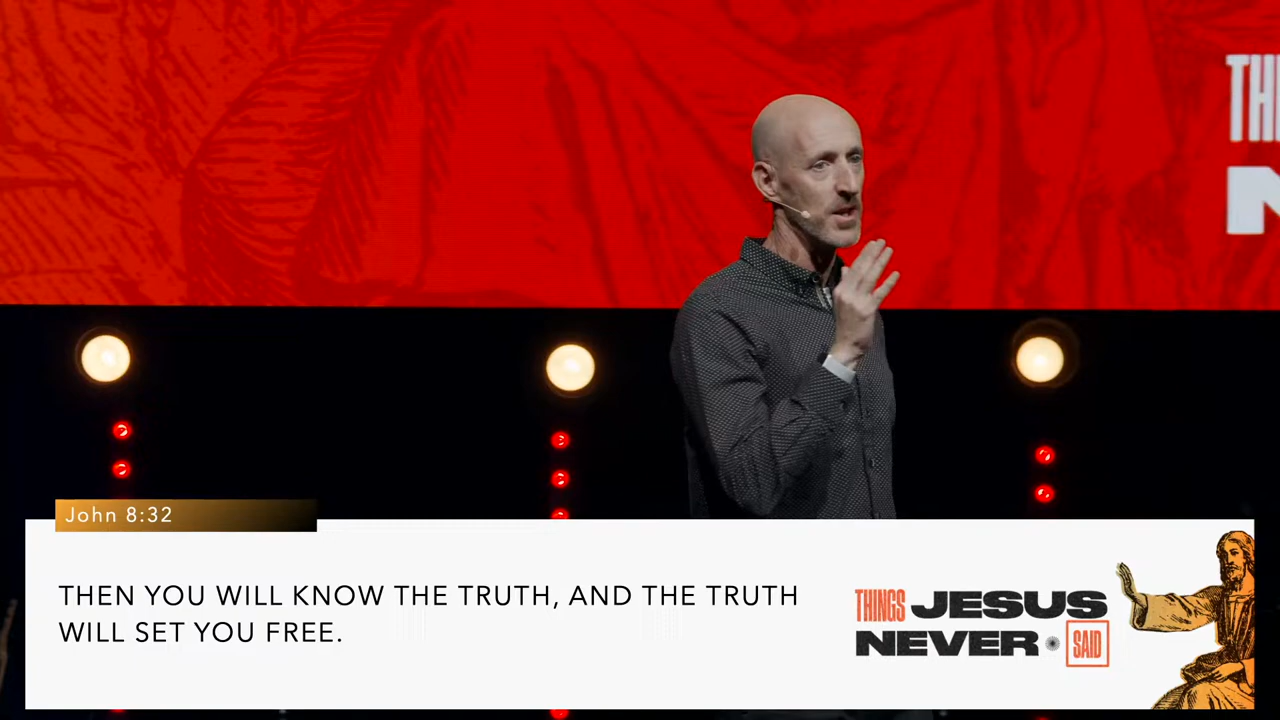 John 8:32
THEN YOU WILL KNOW THE TRUTH, AND THE TRUTH
WILL SET YOU FREE.
THINGS JESUS
NEVER SAID